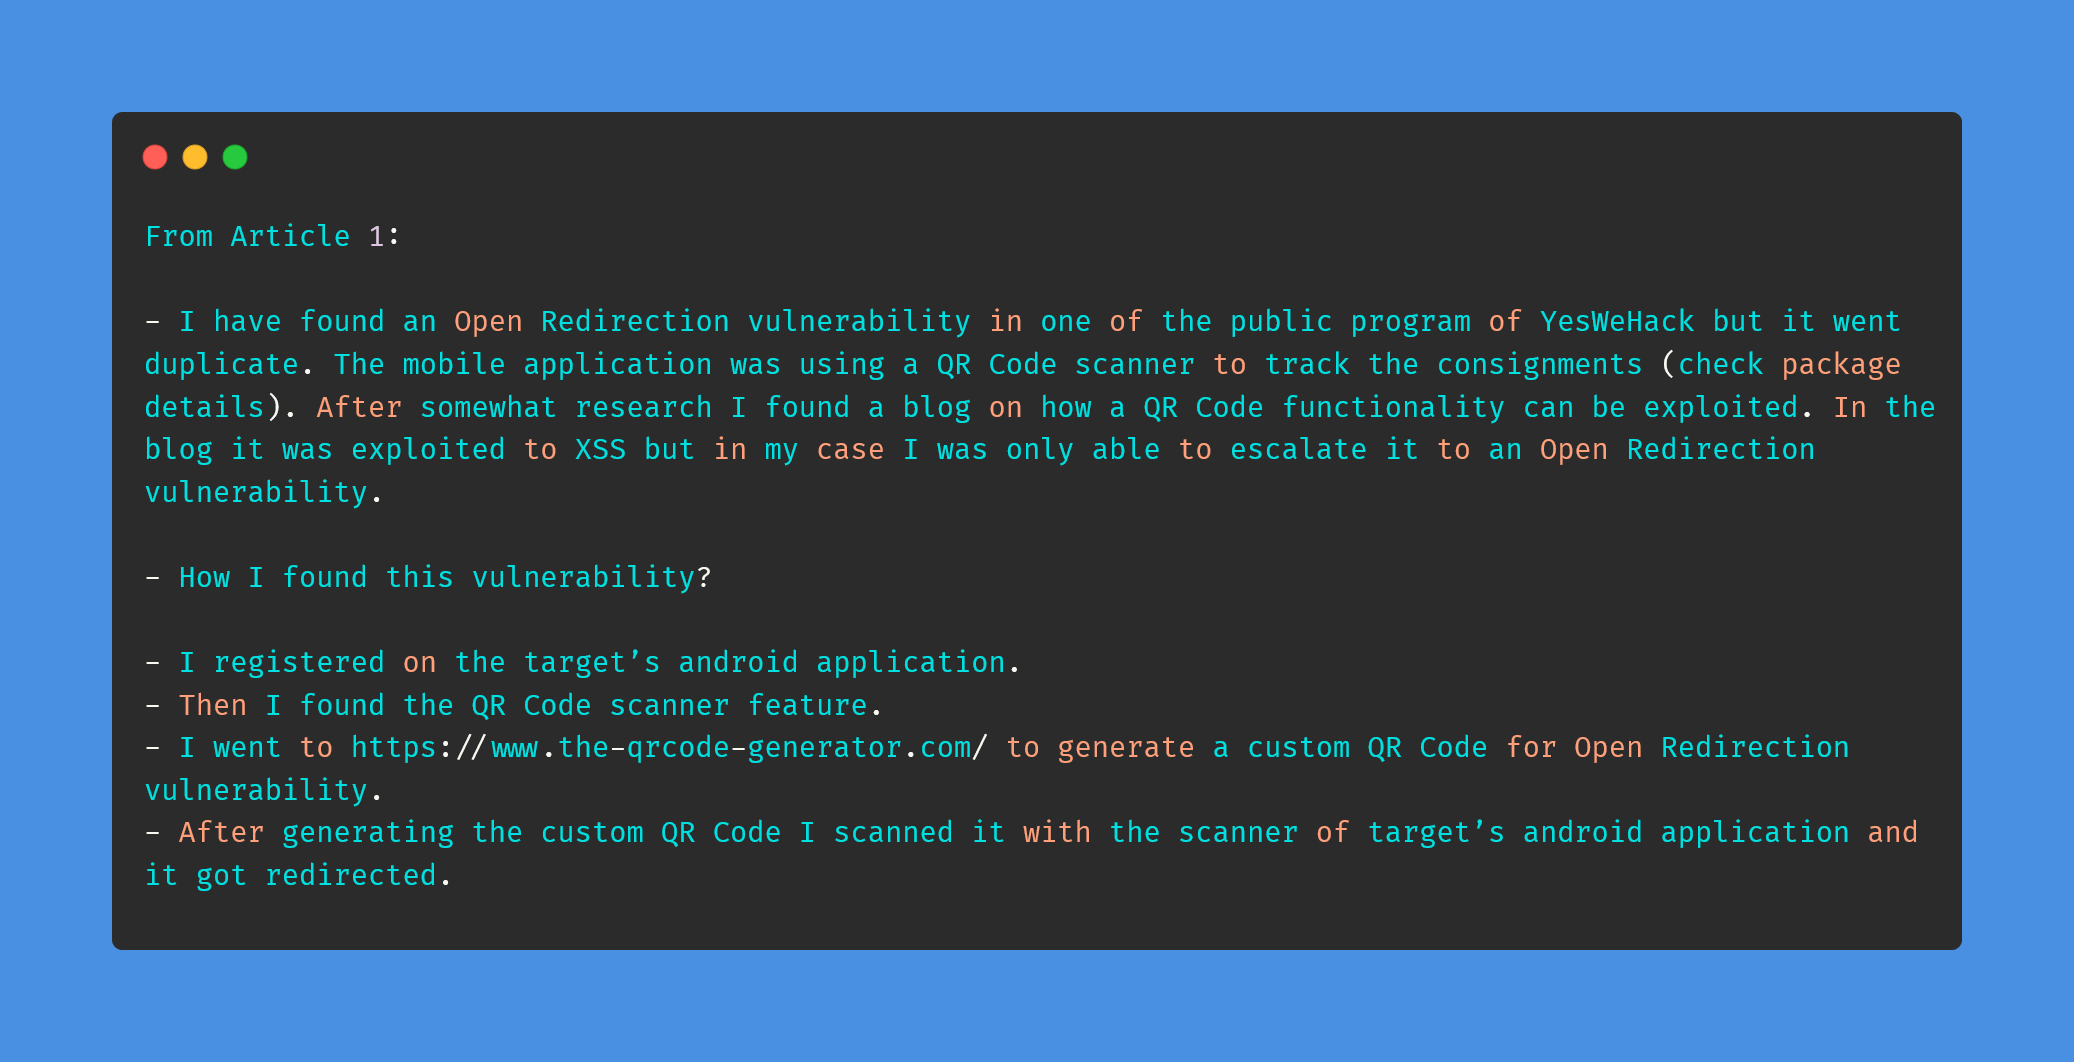 From Article 1:
- I have found an Open Redirection vulnerability in one of the public program of YesWeHack but it went
duplicate. The mobile application was using a QR Code scanner to track the consignments (check package
details). After somewhat research I found a blog on how a QR Code functionality can be exploited. In the
blog it was exploited to XSS but in my case I was only able to escalate it to an Open Redirection
vulnerability.
- How I found this vulnerability?
- I registered on the target’s android application.
- Then I found the QR Code scanner feature.
- I went to https://www.the-qrcode-generator.com/ to generate a custom QR Code for Open Redirection
vulnerability.
- After generating the custom QR Code I scanned it with the scanner of target’s android application and
it got redirected.